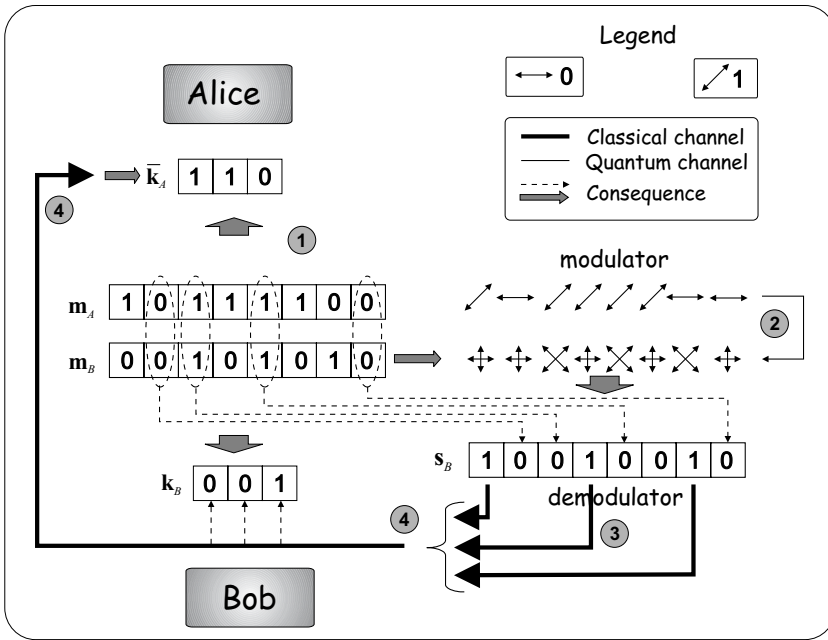 Legend
0
1
Alice
Classical channel
Quantum channel
Consequence
k̄A 1 1 0
4
1
modulator
mA 1 0 1 1 1 1 0 0
2
mB 0 0 1 0 1 0 1 0
sB 1 0 0 1 0 0 1 0
kB 0 0 1
demodulator
4
3
Bob